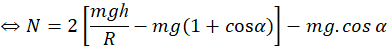 ⇔ N = 2 [mgh/R − mg(1 + cosα)] − mg.cos α